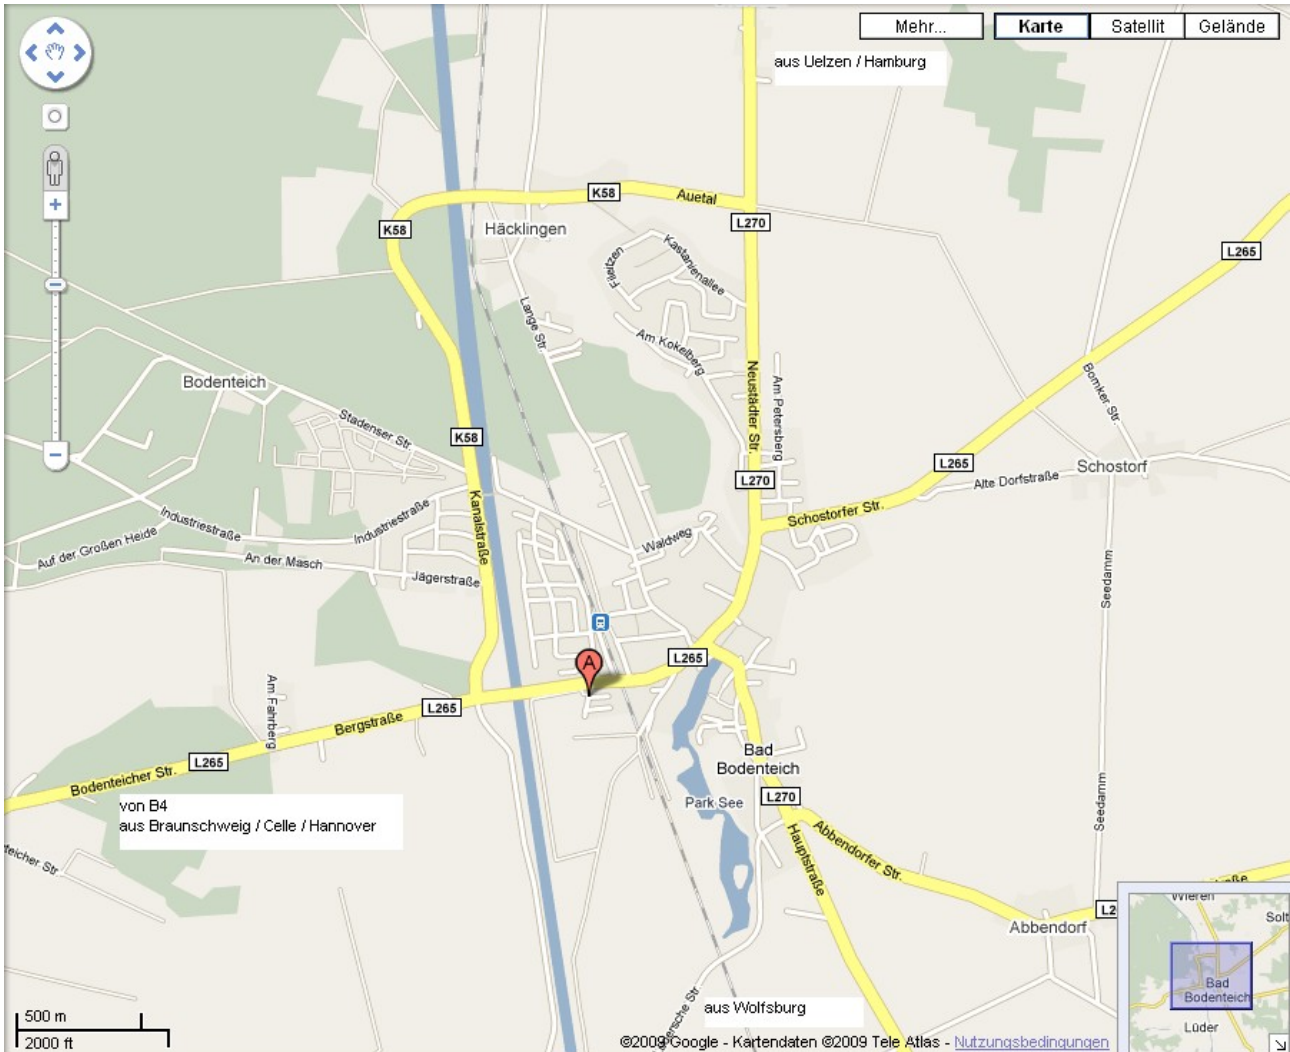 Mehr...
Karte
Satellit
Gelände
aus Uelzen / Hamburg
K58
Auetal
L270
K58
Häcklingen
L265
Kastanienallee
Lange Str.
Am Kokelberg
Neustädter Str.
Am Petersberg
Bomker Str.
Bodenteich
Stadenser Str.
K58
L270
L265
Schostorf
Alte Dorfstraße
Schostorfer Str.
Industriestraße
Industriestraße
Kanalstraße
Waldweg
Auf der Großen Heide
An der Masch
Jägerstraße
Seedamm
A
L265
Am Fahrberg
L265
Bergstraße
L265
Bodenteicher Str.
Bad
Bodenteich
Park See
L270
von B4
aus Braunschweig / Celle / Hannover
Seedamm
Hauptstraße
Abbendorfer Str.
Abbendorf
aus Wolfsburg
Wieren
Bad
Bodenteich
Lüder
500 m
2000 ft
©2009 Google - Kartendaten ©2009 Tele Atlas - Nutzungsbedingungen